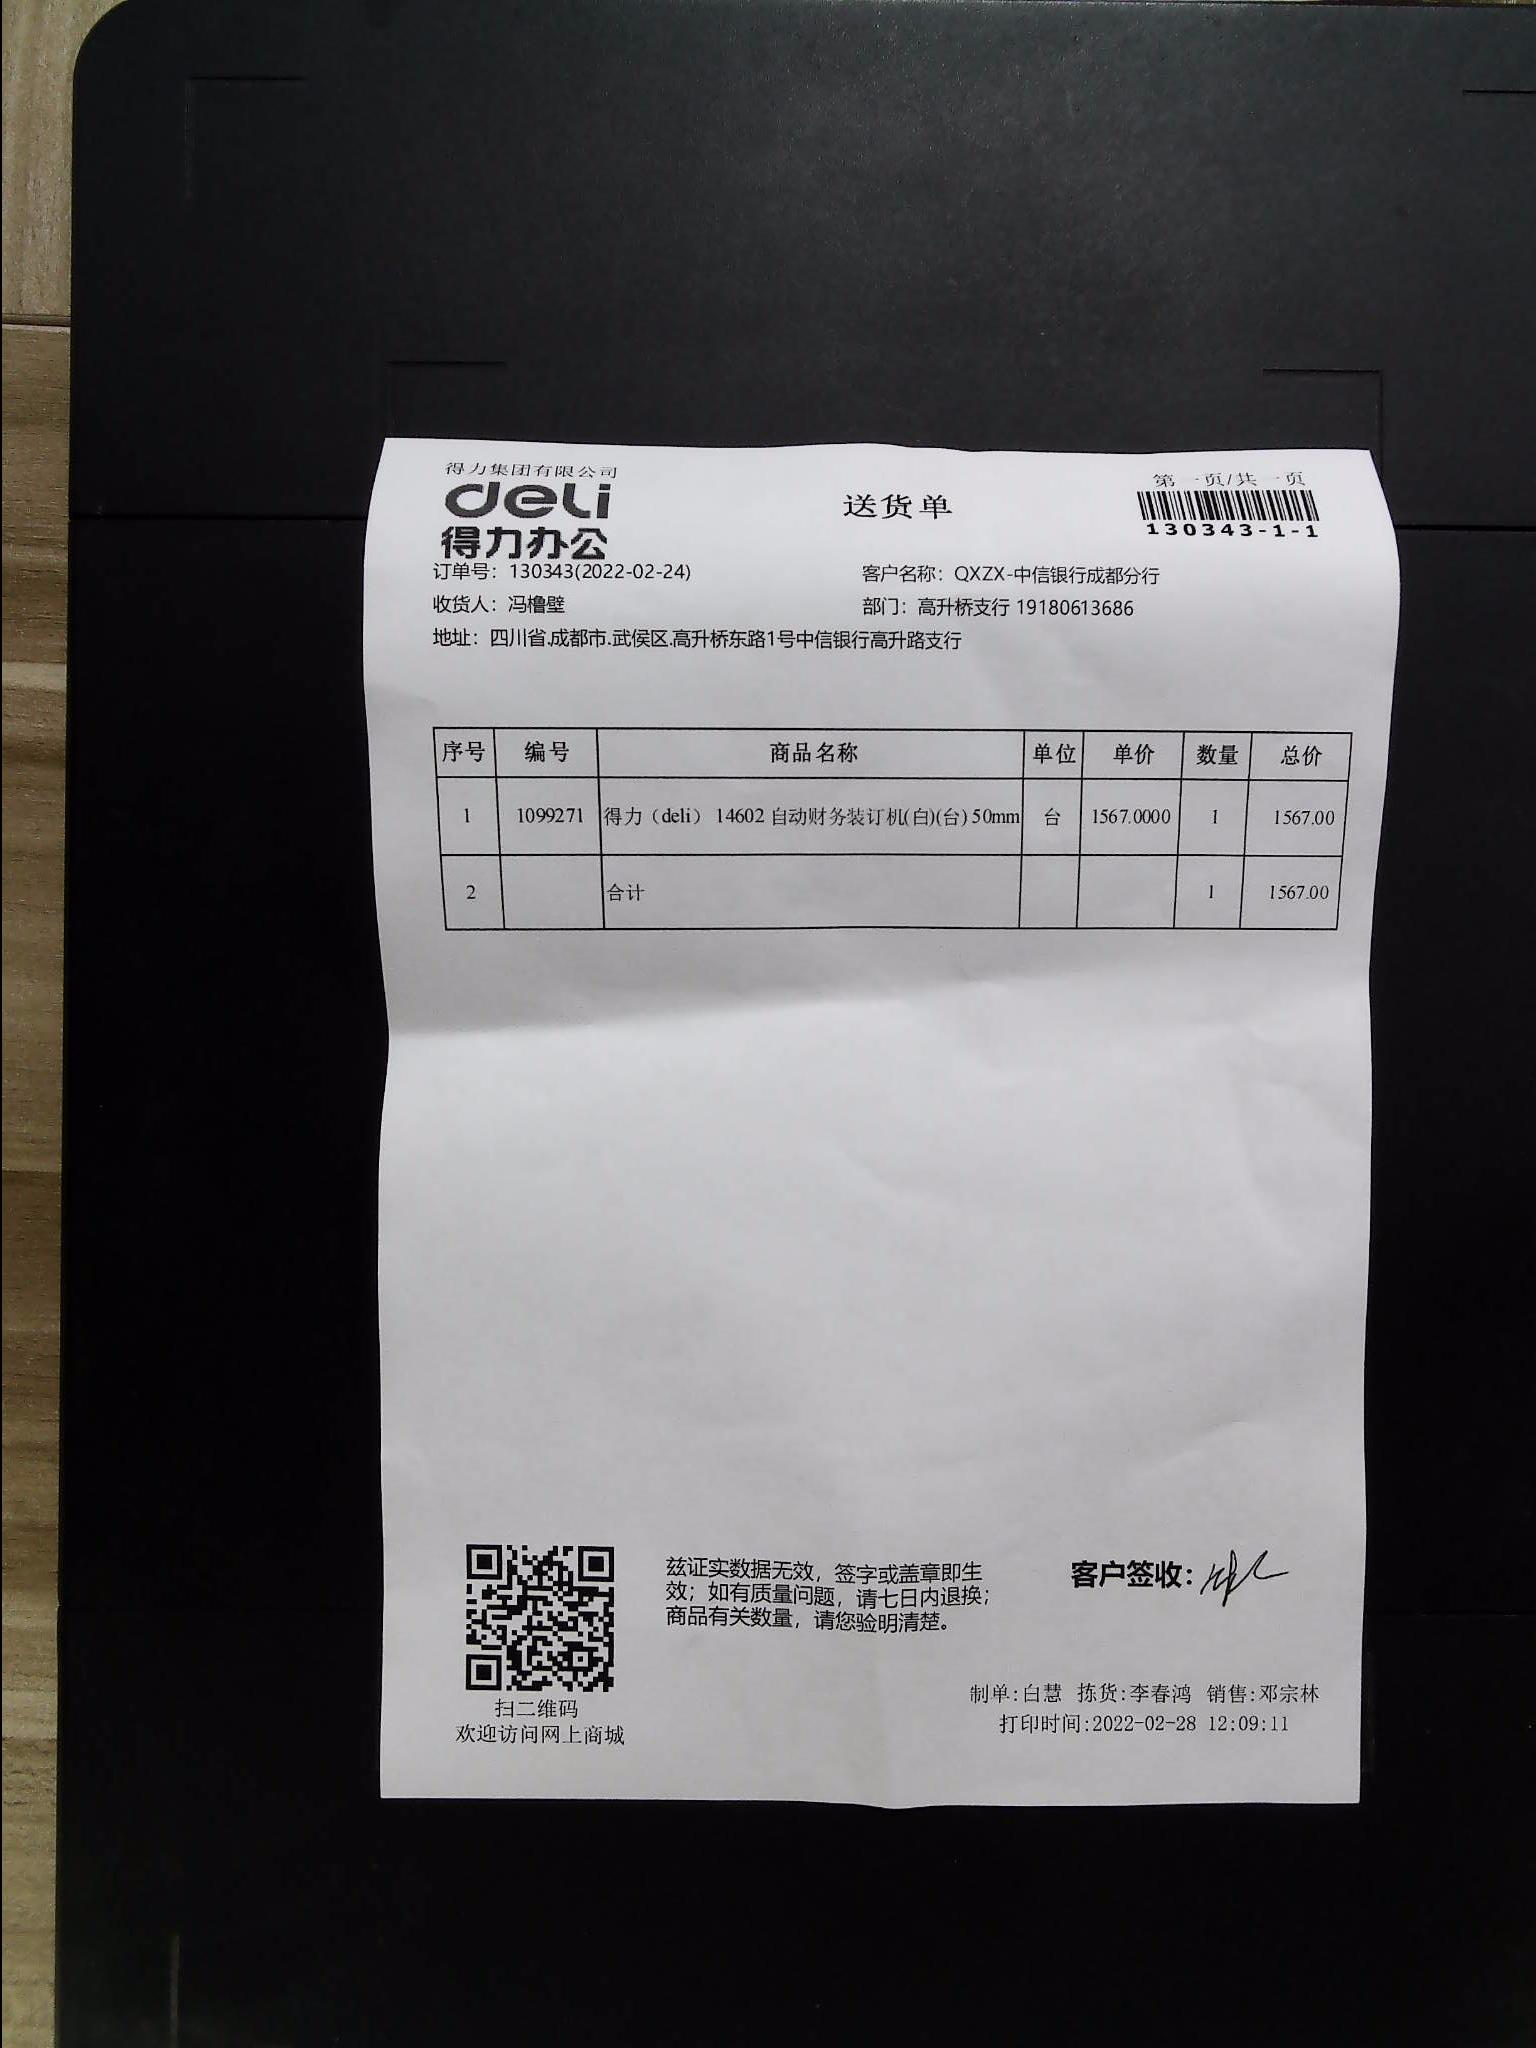 得力集团有限公司
deli
得力办公
送货单
第一页/共一页
130343-1-1
订单号：130343(2022-02-24)
客户名称：QXZX-中信银行成都分行
收货人：冯橹壁
部门：高升桥支行 19180613686
地址：四川省.成都市.武侯区.高升桥东路1号中信银行高升路支行
序号 编号 商品名称 单位 单价 数量 总价
1 1099271 得力（deli） 14602 自动财务装订机(白)(台) 50mm 台 1567.0000 1 1567.00
2 合计 1 1567.00
兹证实数据无效，签字或盖章即生
效；如有质量问题，请七日内退换；
商品有关数量，请您验明清楚。
客户签收：
扫二维码
欢迎访问网上商城
制单:白慧 拣货:李春鸿 销售:邓宗林
打印时间:2022-02-28 12:09:11